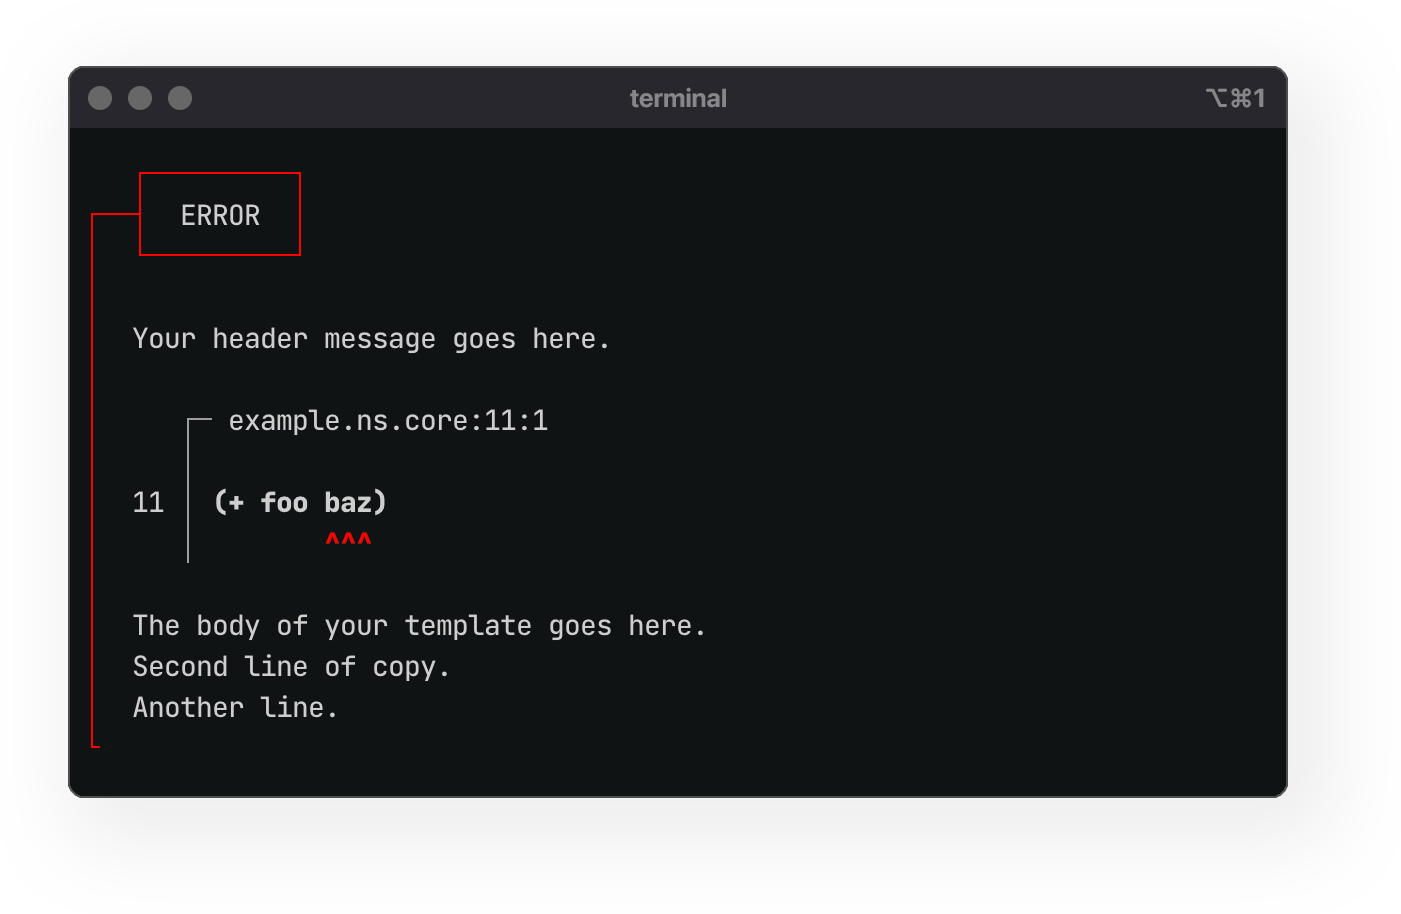 terminal
⌥⌘1
ERROR
Your header message goes here.
example.ns.core:11:1
11 (+ foo baz)
^^^
The body of your template goes here.
Second line of copy.
Another line.